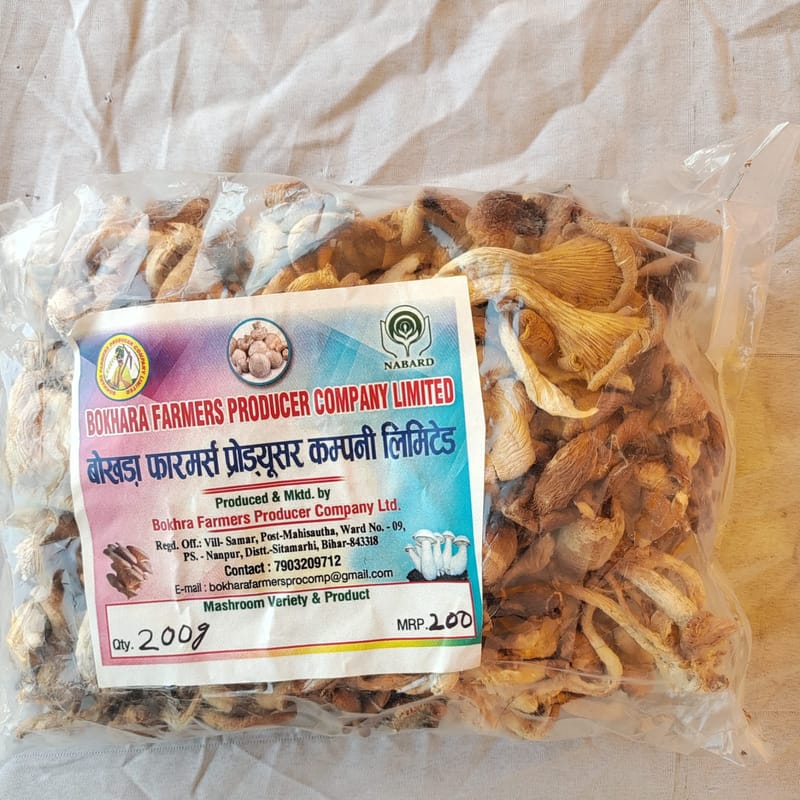 NABARD
BOKHARA FARMERS PRODUCER COMPANY LIMITED
बोखड़ा फारमर्स प्रोड्यूसर कम्पनी लिमिटेड
Produced & Mktd. by
Bokhra Farmers Producer Company Ltd.
Regd. Off.: Vill- Samar, Post-Mahisautha, Ward No. - 09,
PS. - Nanpur, Distt.-Sitamarhi, Bihar-843318
Contact : 7903209712
E-mail : bokharafarmersprocomp@gmail.com
Mashroom Veriety & Product
Qty. 200g MRP. 200